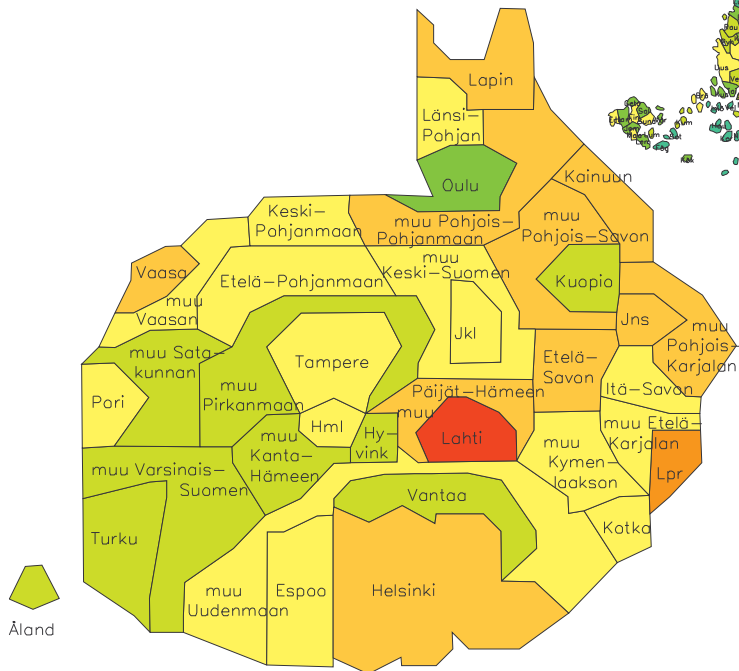 Lapin
Länsi-
Pohjan
Oulu
Kainuun
Keski-
Pohjanmaan
muu Pohjois-
Pohjanmaan
muu
Pohjois-Savon
Vaasa
muu
Vaasan
Etelä-Pohjanmaan
muu
Keski-Suomen
Kuopio
Jns
muu
Pohjois-
Karjalan
Jkl
muu Sata-
kunnan
muu
Pirkanmaan
Tampere
Etelä-
Savon
Itä-Savon
Pori
Päijät-Hämeen
muu
Hml
Hy-
vink
Lahti
muu
Kanta-
Hämeen
muu
Kymen-
laakson
muu Etelä-
Karjalan
Lpr
muu Varsinais-
Suomen
Vantaa
Turku
Kotka
muu
Uudenmaan
Espoo
Helsinki
Åland